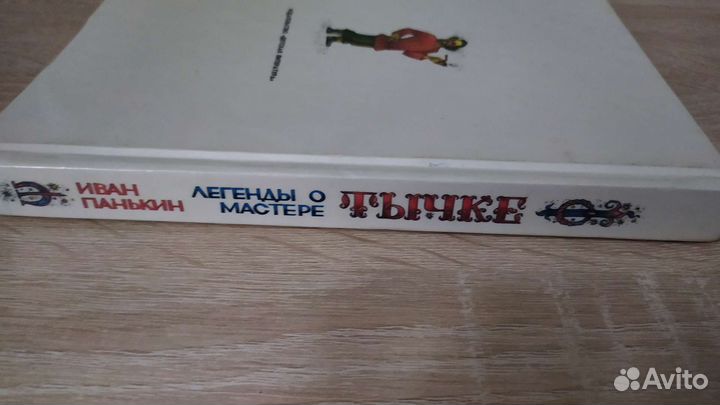 ИВАН
ПАНЬКИН
ЛЕГЕНДЫ О
МАСТЕРЕ
ТЫЧКЕ
Avito